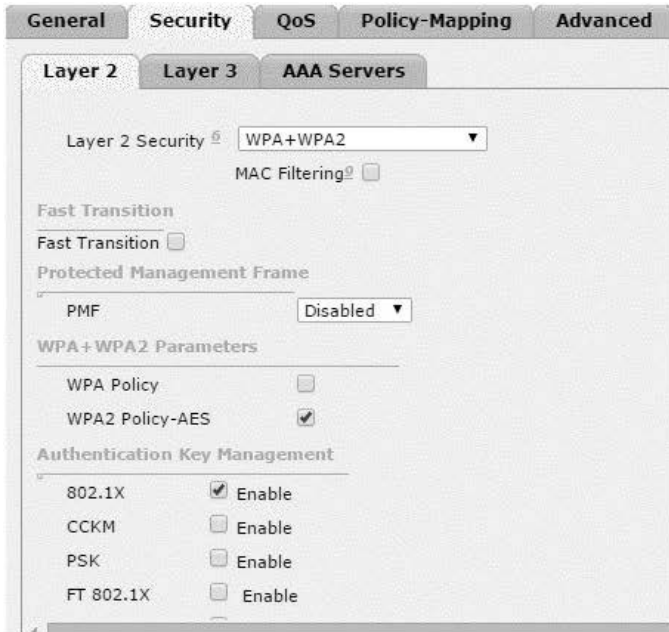 General Security QoS Policy-Mapping Advanced
Layer 2 Layer 3 AAA Servers
Layer 2 Security 6 WPA+WPA2
MAC Filtering 9
Fast Transition
Fast Transition
Protected Management Frame
PMF Disabled
WPA+WPA2 Parameters
WPA Policy
WPA2 Policy-AES
Authentication Key Management
802.1X Enable
CCKM Enable
PSK Enable
FT 802.1X Enable